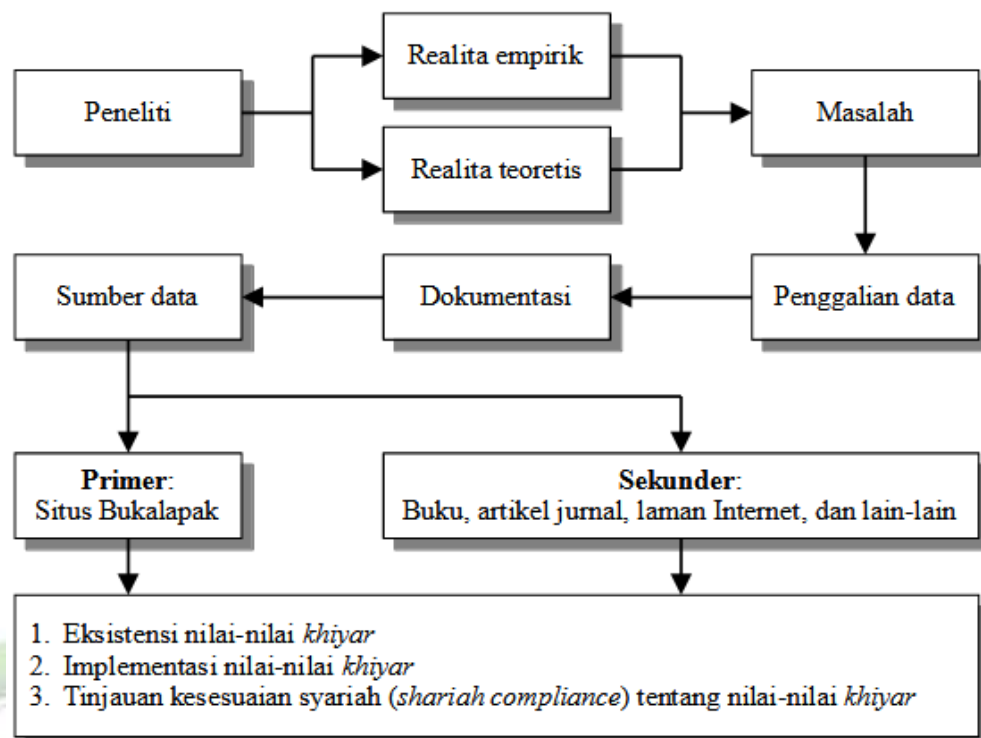 Peneliti
Realita empirik
Realita teoretis
Masalah
Sumber data
Dokumentasi
Penggalian data
Primer:
Situs Bukalapak
Sekunder:
Buku, artikel jurnal, laman Internet, dan lain-lain
1. Eksistensi nilai-nilai khiyar
2. Implementasi nilai-nilai khiyar
3. Tinjauan kesesuaian syariah (shariah compliance) tentang nilai-nilai khiyar